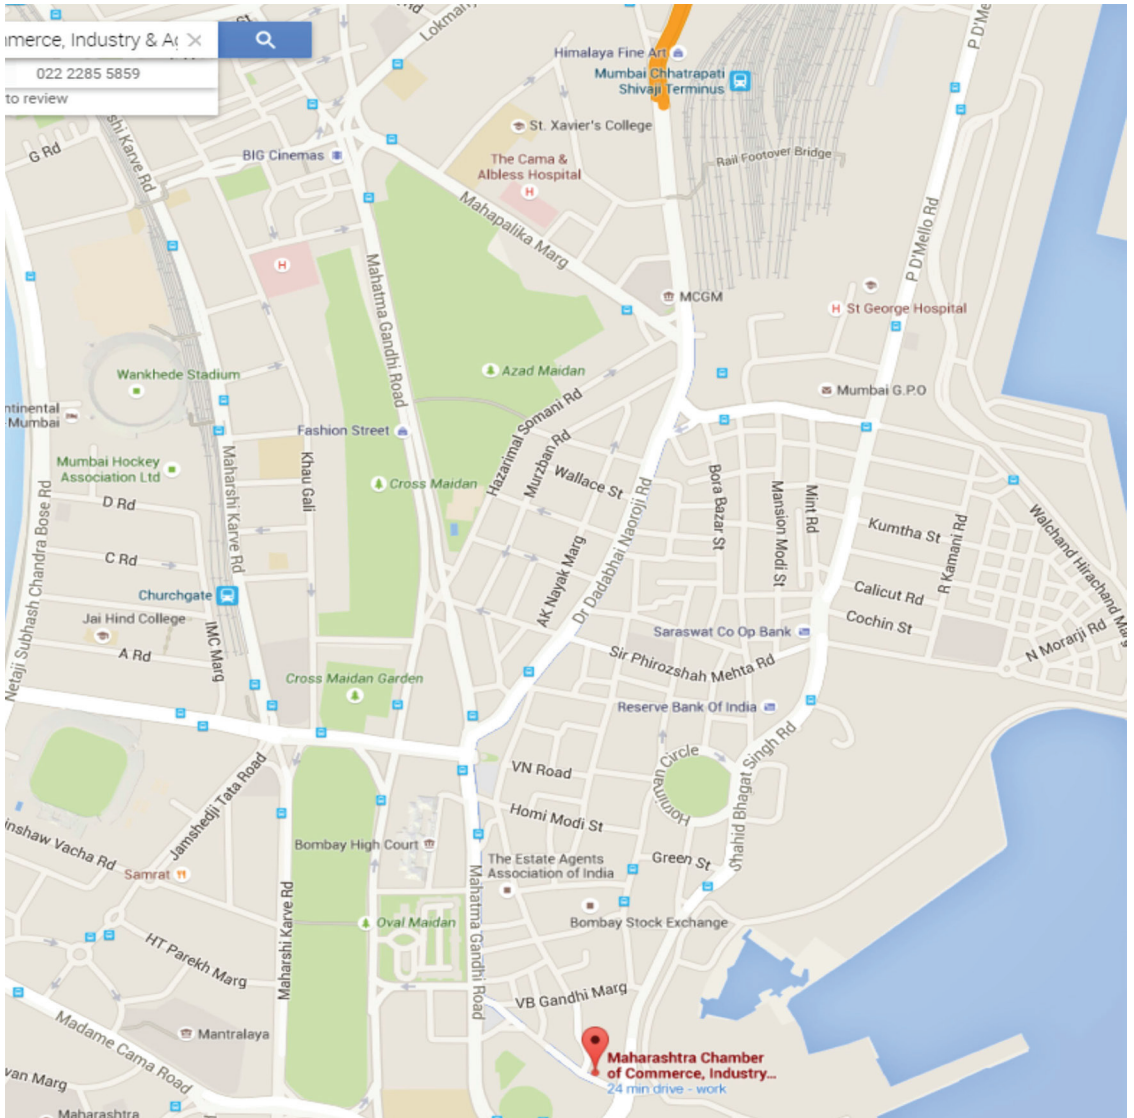 nmerce, Industry & Ag
022 2285 5859
to review
Lokmany
P D'Me
Himalaya Fine Art
Mumbai Chhatrapati
Shivaji Terminus
St. Xavier's College
shi Karve Rd
G Rd
BIG Cinemas
The Cama &
Albless Hospital
H
Rail Footover Bridge
Mahapalika Marg
P D'Mello Rd
H
Mahatma Gandhi Road
MCGM
H St George Hospital
Wankhede Stadium
Azad Maidan
Mumbai G.P.O
ntinental
-Mumbai
Fashion Street
Hazarimal Somani Rd
Murzban Rd
Mumbai Hockey
Association Ltd
Maharshi Karve Rd
Khau Gali
Cross Maidan
Wallace St
Dr Dadabhai Naoroji Rd
Bora Bazar St
Mansion Modi St
Mint Rd
D Rd
Kumtha St
R Kamani Rd
Walchand Hirachand Marg
Netaji Subhash Chandra Bose Rd
C Rd
AK Nayak Marg
Churchgate
Calicut Rd
Jai Hind College
IMC Marg
Cochin St
Saraswat Co Op Bank
N Morarji Rd
A Rd
Sir Phirozshah Mehta Rd
Cross Maidan Garden
Reserve Bank Of India
Jamshedji Tata Road
VN Road
Horniman Circle
Shahid Bhagat Singh Rd
Homi Modi St
inshaw Vacha Rd
Bombay High Court
The Estate Agents
Association of India
Green St
Samrat
Maharshi Karve Rd
Mahatma Gandhi Road
Oval Maidan
Bombay Stock Exchange
HT Parekh Marg
VB Gandhi Marg
Madame Cama Road
Mantralaya
Maharashtra Chamber
of Commerce, Industry...
24 min drive - work
van Marg
Maharashtra